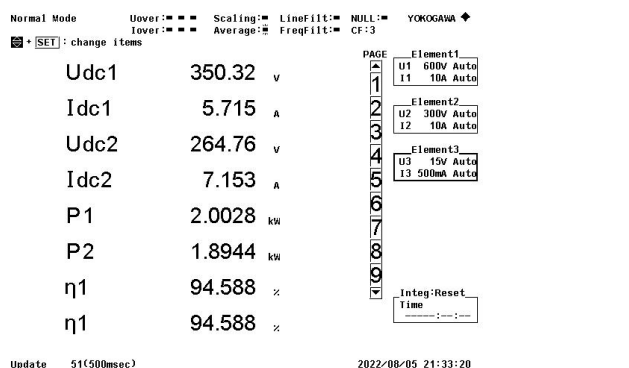 Normal Mode Uover: Scaling: LineFilt: NULL: YOKOGAWA
Iover: Average: FreqFilt: CF:3
+ SET : change items
PAGE
Udc1 350.32 V
Idc1 5.715 A
Udc2 264.76 V
Idc2 7.153 A
P1 2.0028 kW
P2 1.8944 kW
η1 94.588 %
η1 94.588 %
1
2
3
4
5
6
7
8
9
Element1
U1 600V Auto
I1 10A Auto
Element2
U2 300V Auto
I2 10A Auto
Element3
U3 15V Auto
I3 500mA Auto
Integ:Reset
Time
-----:--:--
Update 51(500msec) 2022/08/05 21:33:20